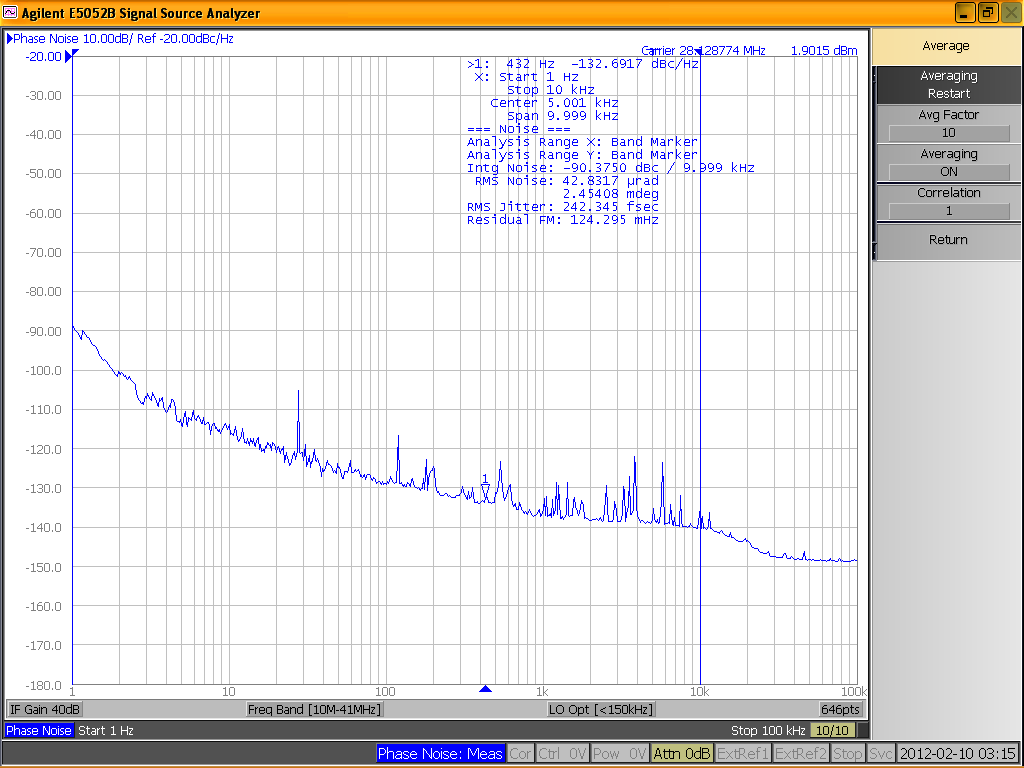 Agilent E5052B Signal Source Analyzer
Phase Noise 10.00dB/ Ref -20.00dBc/Hz
Carrier 28.128774 MHz 1.9015 dBm
>1: 432 Hz -132.6917 dBc/Hz
X: Start 1 Hz
Stop 10 kHz
Center 5.001 kHz
Span 9.999 kHz
=== Noise ===
Analysis Range X: Band Marker
Analysis Range Y: Band Marker
Intg Noise: -90.3750 dBc / 9.999 kHz
RMS Noise: 42.8317 µrad
2.45408 mdeg
RMS Jitter: 242.345 fsec
Residual FM: 124.295 mHz
-20.00
-30.00
-40.00
-50.00
-60.00
-70.00
-80.00
-90.00
-100.0
-110.0
-120.0
-130.0
-140.0
-150.0
-160.0
-170.0
-180.0
1
1 10 100 1k 10k 100k
IF Gain 40dB Freq Band [10M-41MHz] LO Opt [<150kHz] 646pts
Phase Noise Start 1 Hz Stop 100 kHz 10/10
Phase Noise: Meas Cor Ctrl 0V Pow 0V Attn 0dB ExtRef1 ExtRef2 Stop Svc 2012-02-10 03:15
Average
Averaging
Restart
Avg Factor
10
Averaging
ON
Correlation
1
Return